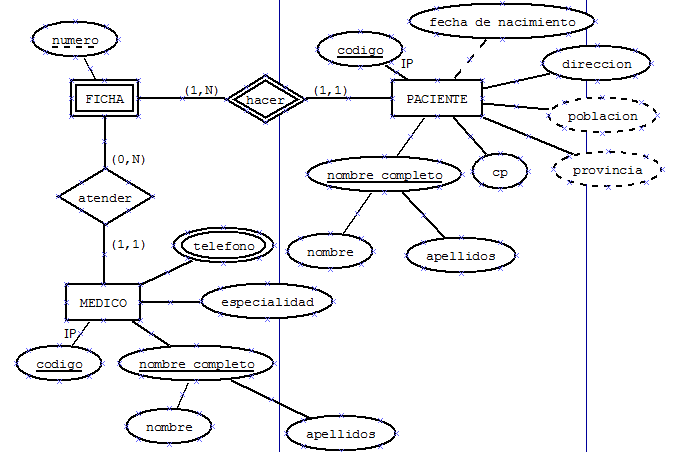 fecha de nacimiento
numero
codigo
IP
direccion
FICHA
(1,N)
hacer
(1,1)
PACIENTE
poblacion
(0,N)
nombre completo
cp
provincia
atender
(1,1)
telefono
nombre
apellidos
MEDICO
especialidad
IP
codigo
nombre completo
nombre
apellidos